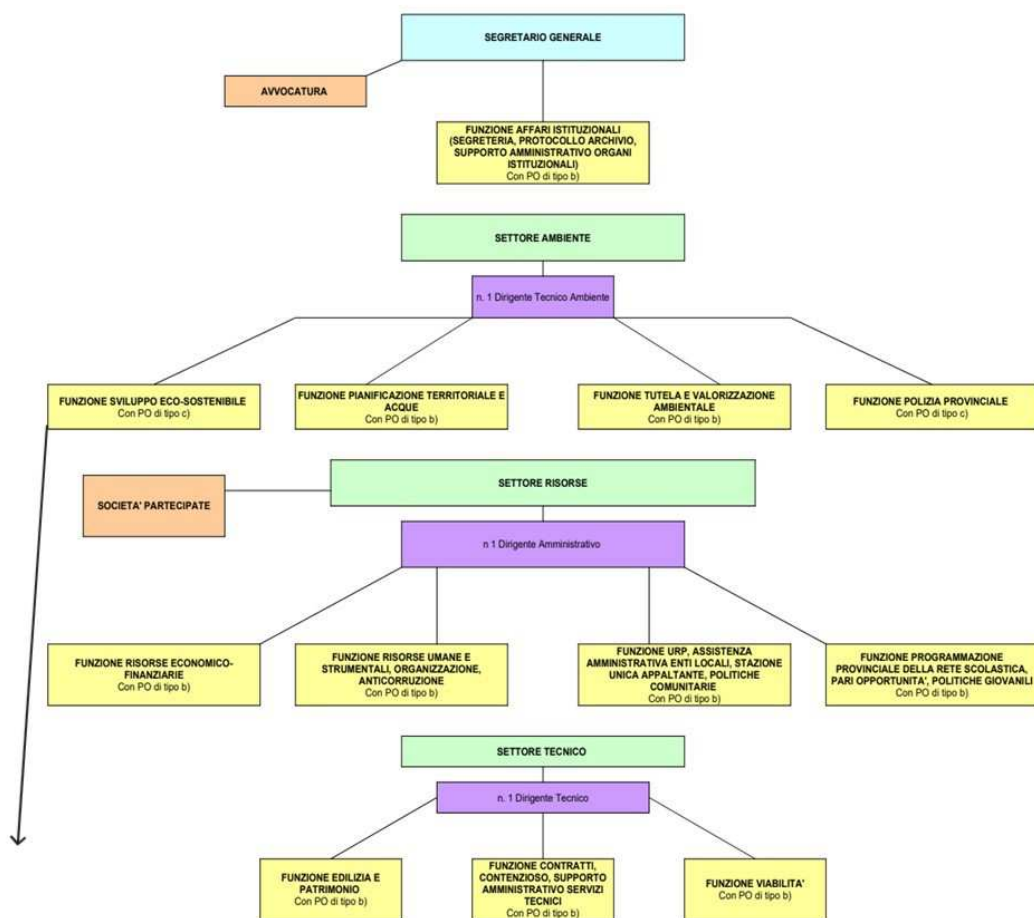 SEGRETARIO GENERALE
AVVOCATURA
FUNZIONE AFFARI ISTITUZIONALI
(SEGRETERIA, PROTOCOLLO ARCHIVIO,
SUPPORTO AMMINISTRATIVO ORGANI
ISTITUZIONALI)
Con PO di tipo b)
SETTORE AMBIENTE
n. 1 Dirigente Tecnico Ambiente
FUNZIONE SVILUPPO ECO-SOSTENIBILE
Con PO di tipo c)
FUNZIONE PIANIFICAZIONE TERRITORIALE E
ACQUE
Con PO di tipo b)
FUNZIONE TUTELA E VALORIZZAZIONE
AMBIENTALE
Con PO di tipo b)
FUNZIONE POLIZIA PROVINCIALE
Con PO di tipo c)
SOCIETA' PARTECIPATE
SETTORE RISORSE
n 1 Dirigente Amministrativo
FUNZIONE RISORSE ECONOMICO-
FINANZIARIE
Con PO di tipo b)
FUNZIONE RISORSE UMANE E
STRUMENTALI, ORGANIZZAZIONE,
ANTICORRUZIONE
Con PO di tipo b)
FUNZIONE URP, ASSISTENZA
AMMINISTRATIVA ENTI LOCALI, STAZIONE
UNICA APPALTANTE, POLITICHE
COMUNITARIE
Con PO di tipo b)
FUNZIONE PROGRAMMAZIONE
PROVINCIALE DELLA RETE SCOLASTICA,
PARI OPPORTUNITA', POLITICHE GIOVANILI
Con PO di tipo b)
SETTORE TECNICO
n. 1 Dirigente Tecnico
FUNZIONE EDILIZIA E
PATRIMONIO
Con PO di tipo b)
FUNZIONE CONTRATTI,
CONTENZIOSO, SUPPORTO
AMMINISTRATIVO SERVIZI
TECNICI
Con PO di tipo b)
FUNZIONE VIABILITA'
Con PO di tipo b)